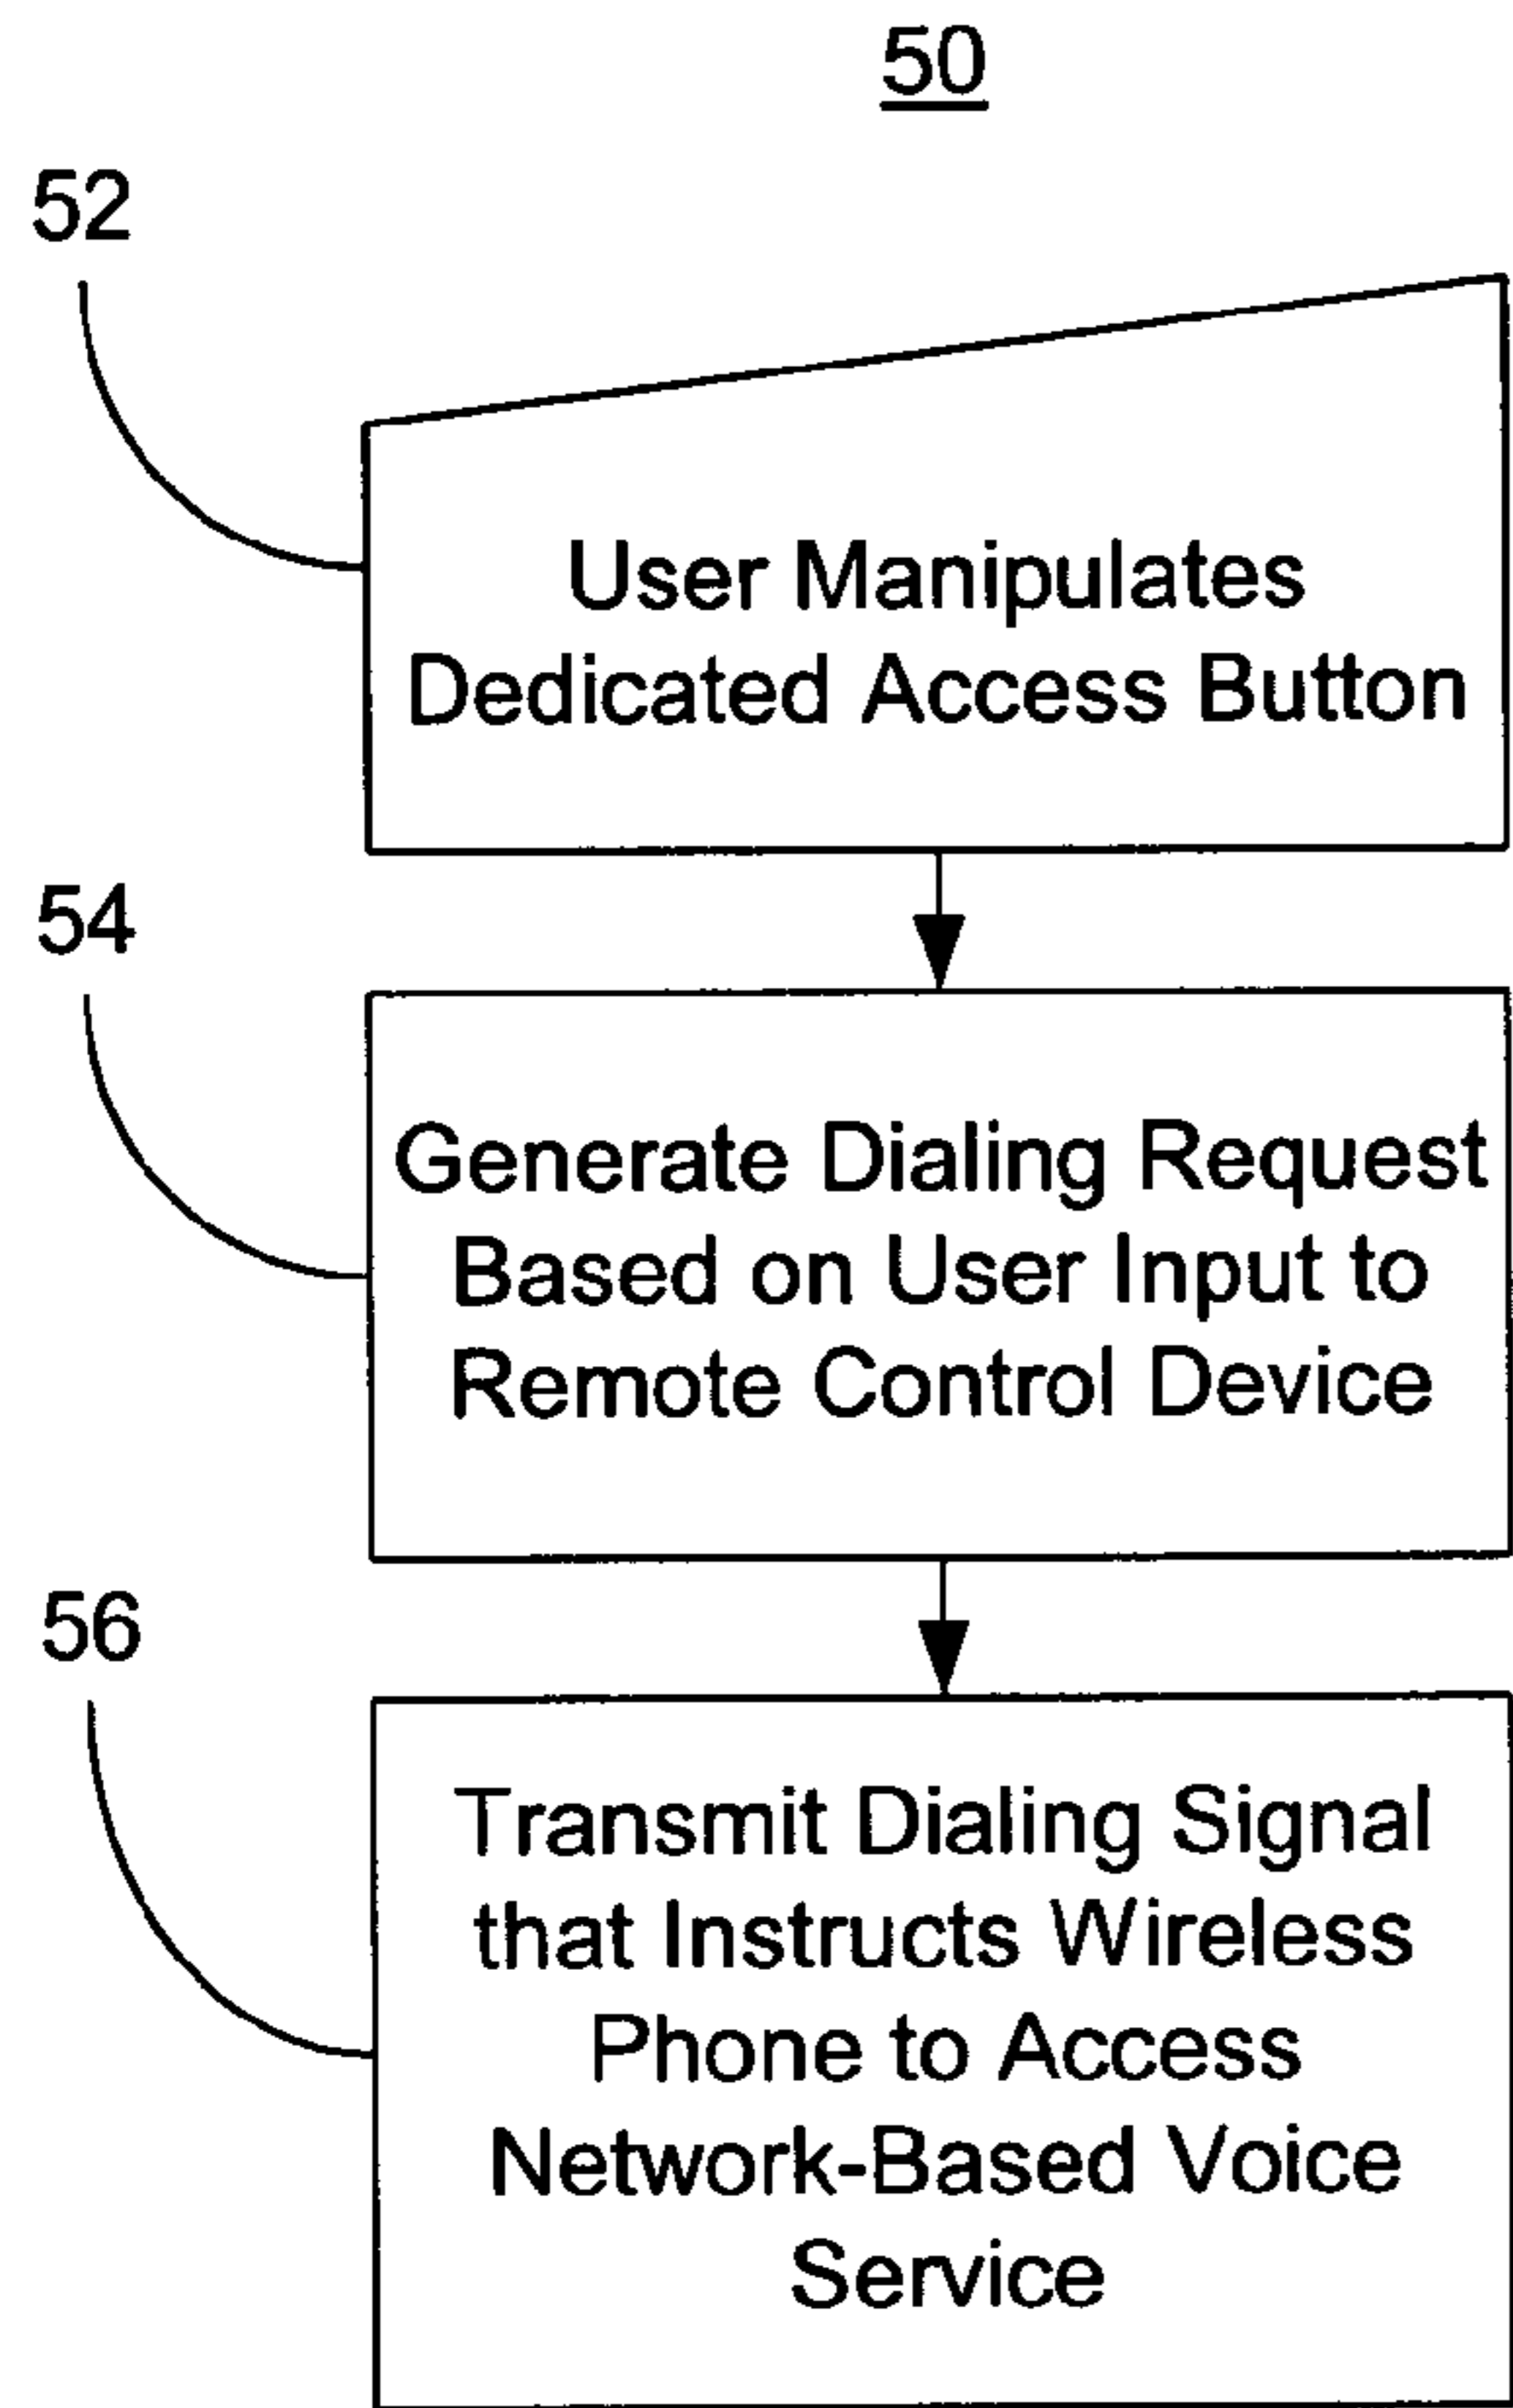 50
52
User Manipulates
Dedicated Access Button
54
Generate Dialing Request
Based on User Input to
Remote Control Device
56
Transmit Dialing Signal
that Instructs Wireless
Phone to Access
Network-Based Voice
Service